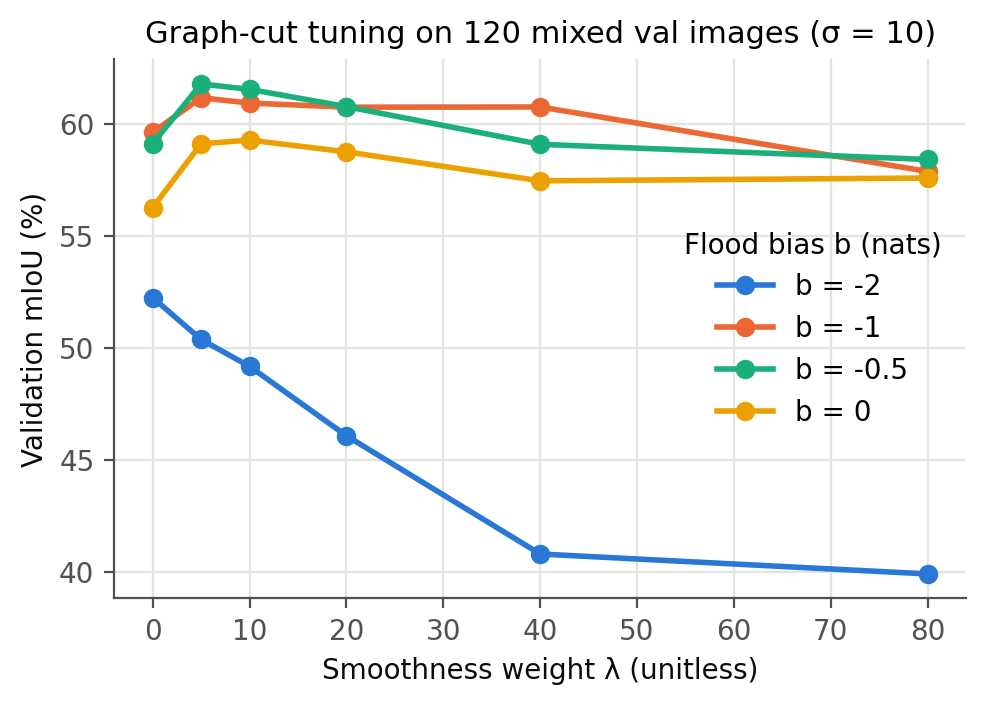 Graph-cut tuning on 120 mixed val images (σ = 10)
Validation mIoU (%)
60
55
50
45
40
Flood bias b (nats)
b = -2
b = -1
b = -0.5
b = 0
0 10 20 30 40 50 60 70 80
Smoothness weight λ (unitless)